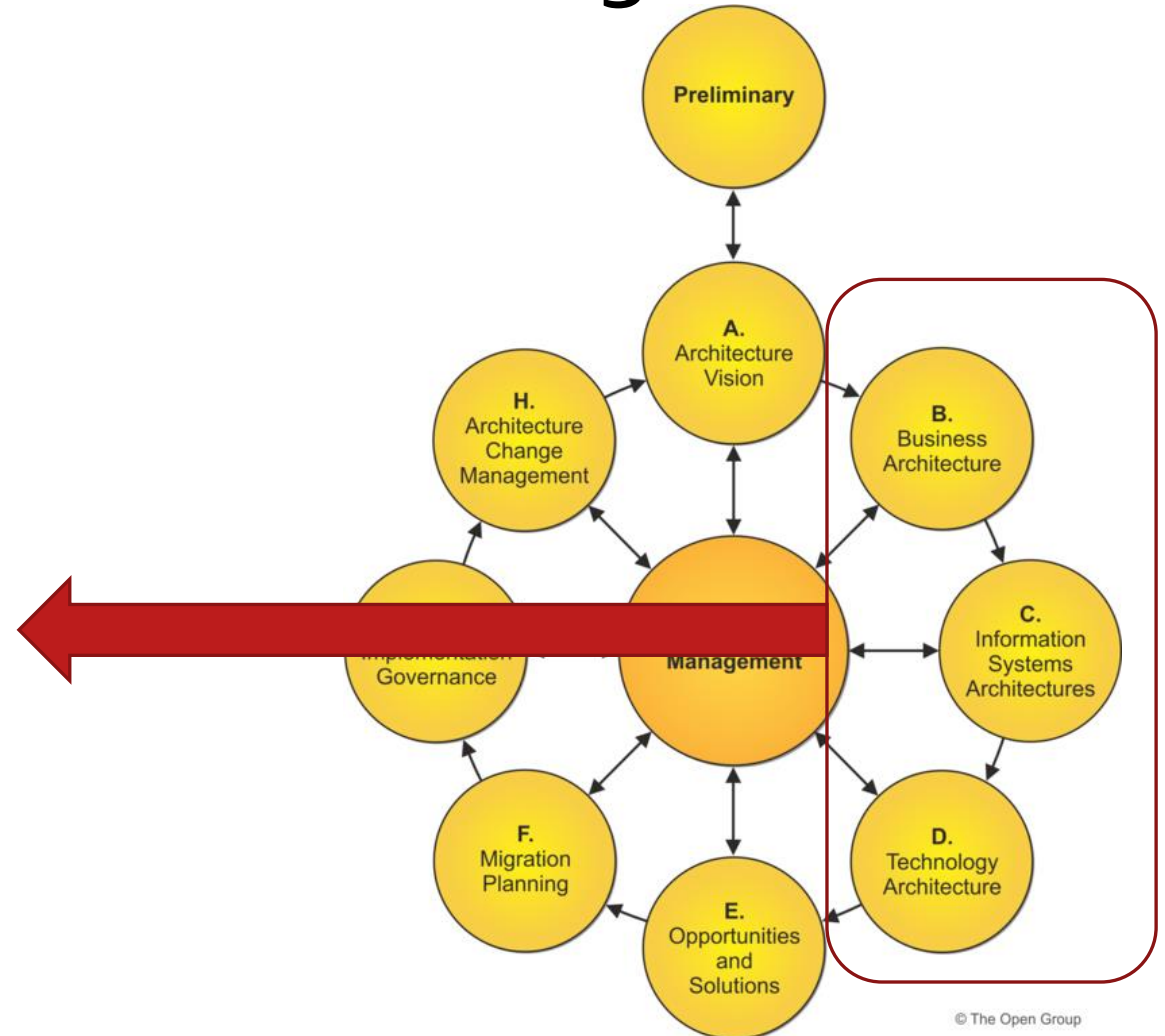 Preliminary
A.
Architecture
Vision
H.
Architecture
Change
Management
B.
Business
Architecture
C.
Information
Systems
Architectures
Governance
Management
F.
Migration
Planning
D.
Technology
Architecture
E.
Opportunities
and
Solutions
© The Open Group